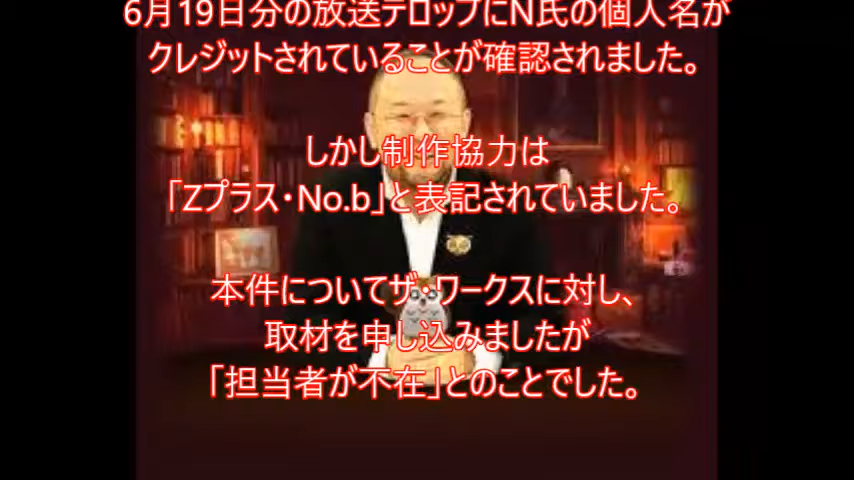 6月19日分の放送テロップにN氏の個人名が
クレジットされていることが確認されました。
しかし制作協力は
「Zプラス・No.b」と表記されていました。
本件についてザ・ワークスに対し、
取材を申し込みましたが
「担当者が不在」とのことでした。